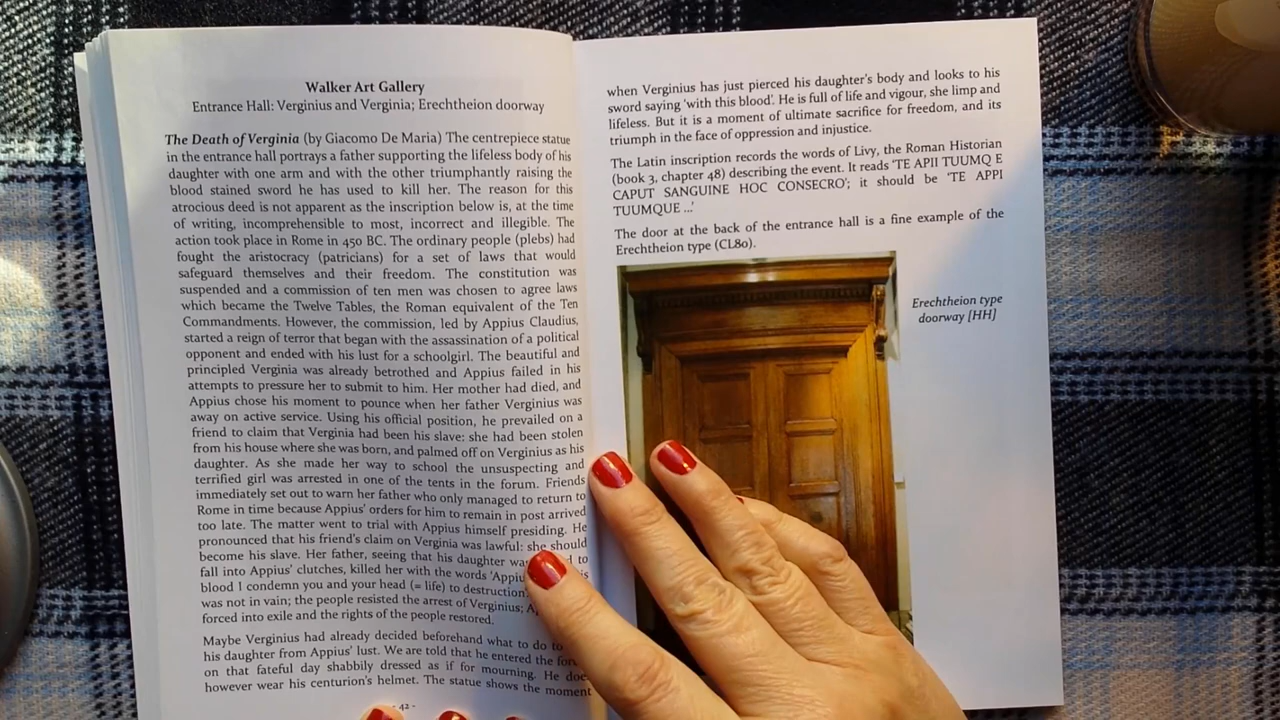 Walker Art Gallery
Entrance Hall: Verginius and Verginia; Erechtheion doorway
The Death of Verginia (by Giacomo De Maria) The centrepiece statue
in the entrance hall portrays a father supporting the lifeless body of his
daughter with one arm and with the other triumphantly raising the
blood stained sword he has used to kill her. The reason for this
atrocious deed is not apparent as the inscription below is, at the time
of writing, incomprehensible to most, incorrect and illegible. The
action took place in Rome in 450 BC. The ordinary people (plebs) had
fought the aristocracy (patricians) for a set of laws that would
safeguard themselves and their freedom. The constitution was
suspended and a commission of ten men was chosen to agree laws
which became the Twelve Tables, the Roman equivalent of the Ten
Commandments. However, the commission, led by Appius Claudius,
started a reign of terror that began with the assassination of a political
opponent and ended with his lust for a schoolgirl. The beautiful and
principled Verginia was already betrothed and Appius failed in his
attempts to pressure her to submit to him. Her mother had died, and
Appius chose his moment to pounce when her father Verginius was
away on active service. Using his official position, he prevailed on a
friend to claim that Verginia had been his slave: she had been stolen
from his house where she was born, and palmed off on Verginius as his
daughter. As she made her way to school the unsuspecting and
terrified girl was arrested in one of the tents in the forum. Friends
immediately set out to warn her father who only managed to return to
Rome in time because Appius' orders for him to remain in post arrived
too late. The matter went to trial with Appius himself presiding. He
pronounced that his friend's claim on Verginia was lawful: she should
become his slave. Her father, seeing that his daughter was to
fall into Appius' clutches, killed her with the words
blood I condemn you and your head (= life) to destruction
was not in vain; the people resisted the arrest of Verginius;
forced into exile and the rights of the people restored.
Maybe Verginius had already decided beforehand what to do to
his daughter from Appius' lust. We are told that he entered the
on that fateful day shabbily dressed as if for mourning. He
however wear his centurion's helmet. The statue shows the moment
- 42 -
when Verginius has just pierced his daughter's body and looks to his
sword saying 'with this blood'. He is full of life and vigour, she limp and
lifeless. But it is a moment of ultimate sacrifice for freedom, and its
triumph in the face of oppression and injustice.
The Latin inscription records the words of Livy, the Roman Historian
(book 3, chapter 48) describing the event. It reads 'TE APII TUUMQ E
CAPUT SANGUINE HOC CONSECRO'; it should be 'TE APPI
TUUMQUE ...'
The door at the back of the entrance hall is a fine example of the
Erechtheion type (CL80).
Erechtheion type
doorway [HH]